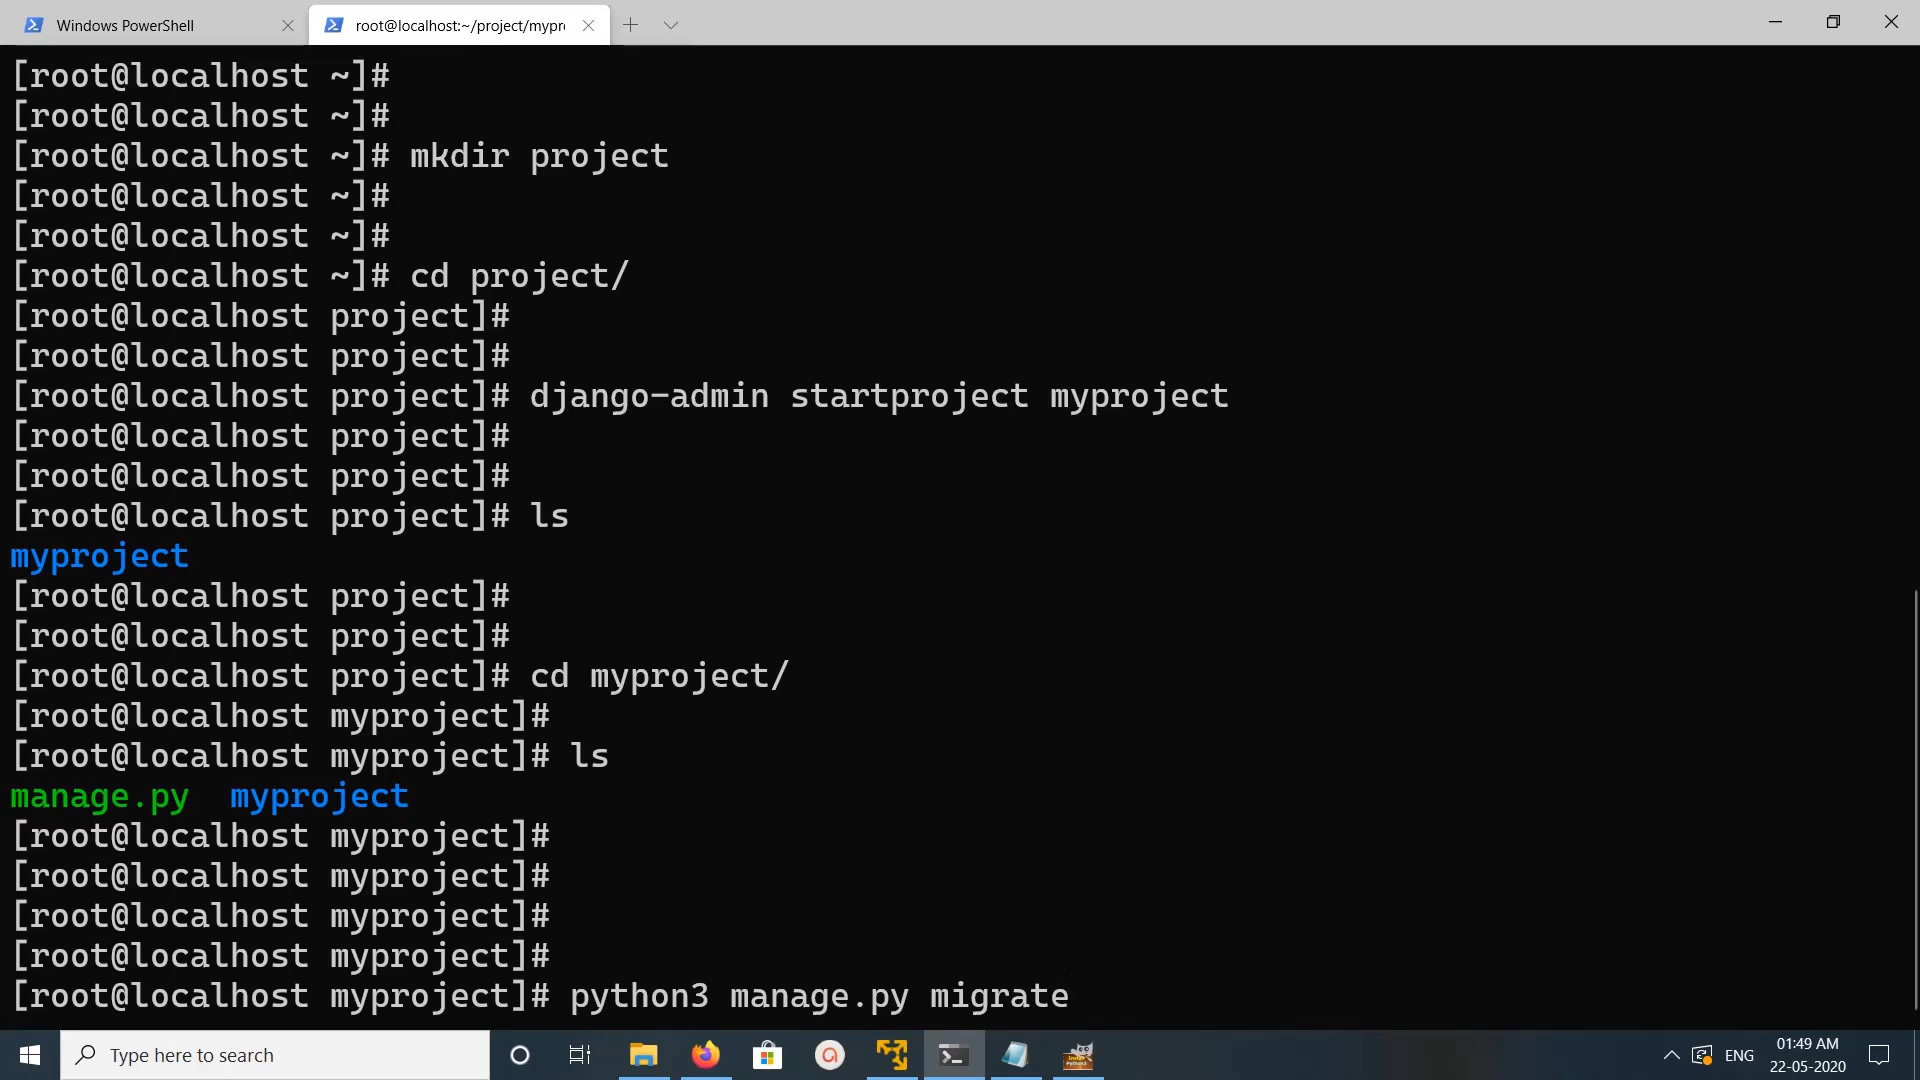 Windows PowerShell
root@localhost:~/project/mypr
[root@localhost ~]#
[root@localhost ~]#
[root@localhost ~]# mkdir project
[root@localhost ~]#
[root@localhost ~]#
[root@localhost ~]# cd project/
[root@localhost project]#
[root@localhost project]#
[root@localhost project]# django-admin startproject myproject
[root@localhost project]#
[root@localhost project]#
[root@localhost project]# ls
myproject
[root@localhost project]#
[root@localhost project]#
[root@localhost project]# cd myproject/
[root@localhost myproject]#
[root@localhost myproject]# ls
manage.py  myproject
[root@localhost myproject]#
[root@localhost myproject]#
[root@localhost myproject]#
[root@localhost myproject]#
[root@localhost myproject]# python3 manage.py migrate
Type here to search
ENG
01:49 AM
22-05-2020